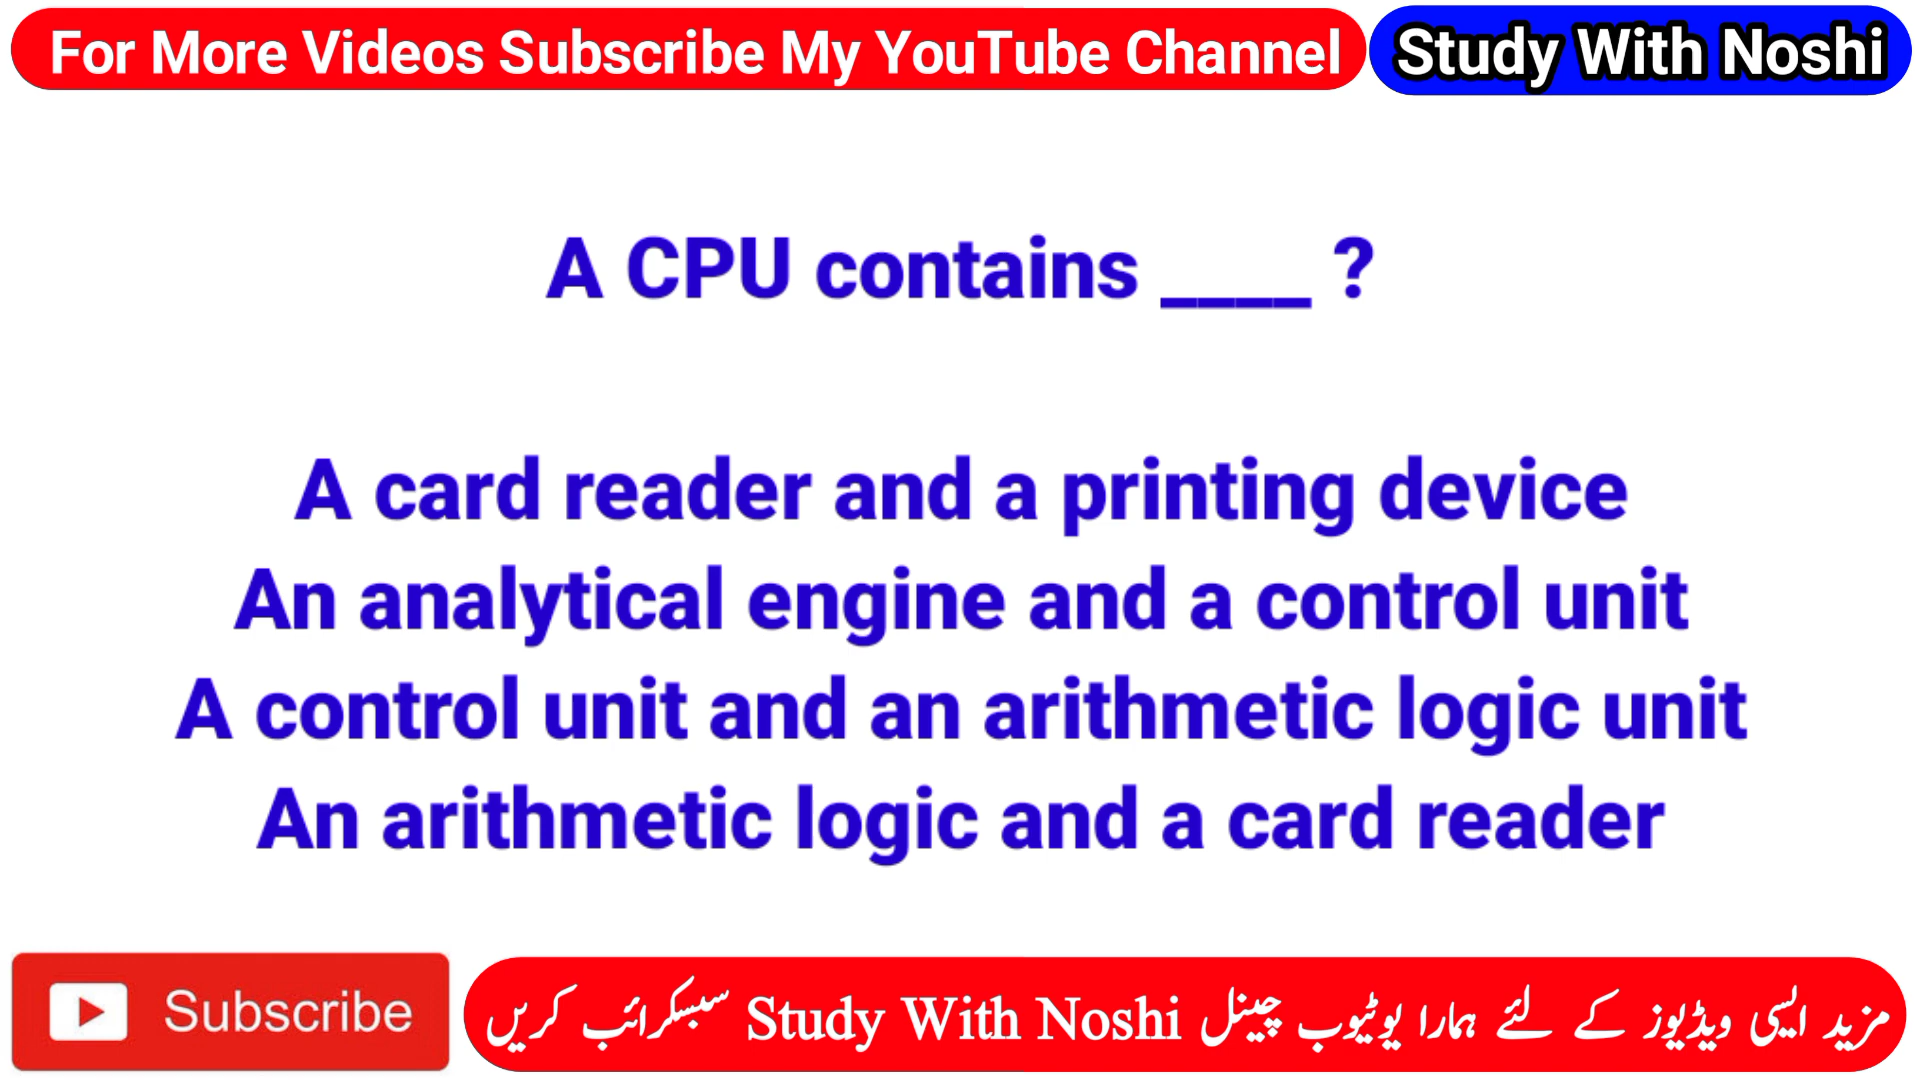 For More Videos Subscribe My YouTube Channel
Study With Noshi
A CPU contains ____ ?
A card reader and a printing device
An analytical engine and a control unit
A control unit and an arithmetic logic unit
An arithmetic logic and a card reader
Subscribe
مزید ایسی ویڈیوز کے لئے ہمارا یوٹیوب چینل Study With Noshi سبسکرائب کریں